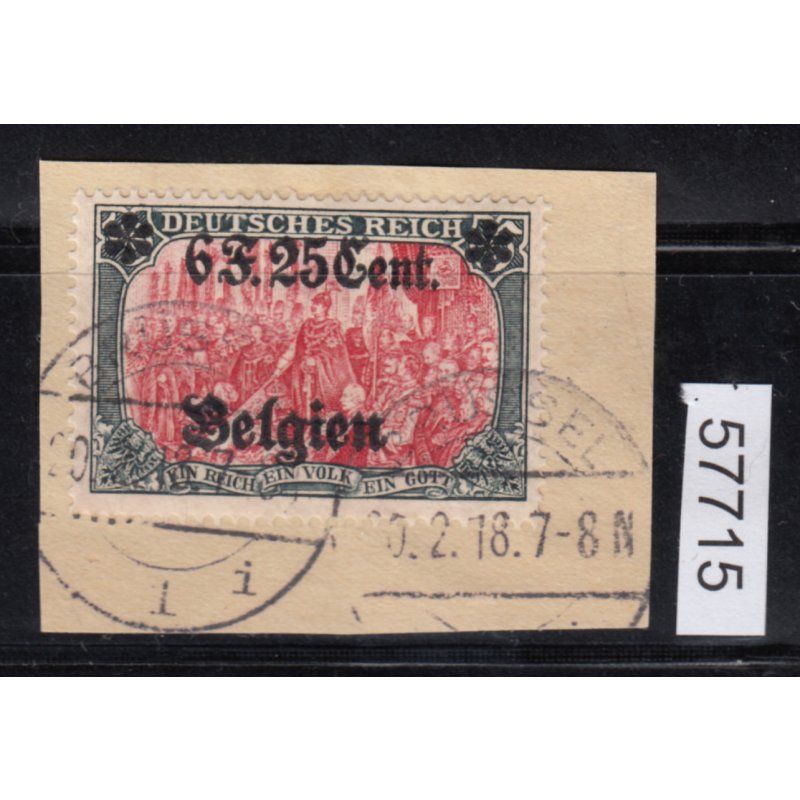 DEUTSCHES REICH
6 F. 25 Cent.
Belgien
EIN REICH EIN VOLK EIN GOTT
0. 2. 18. 7-8 N
1 i
57715